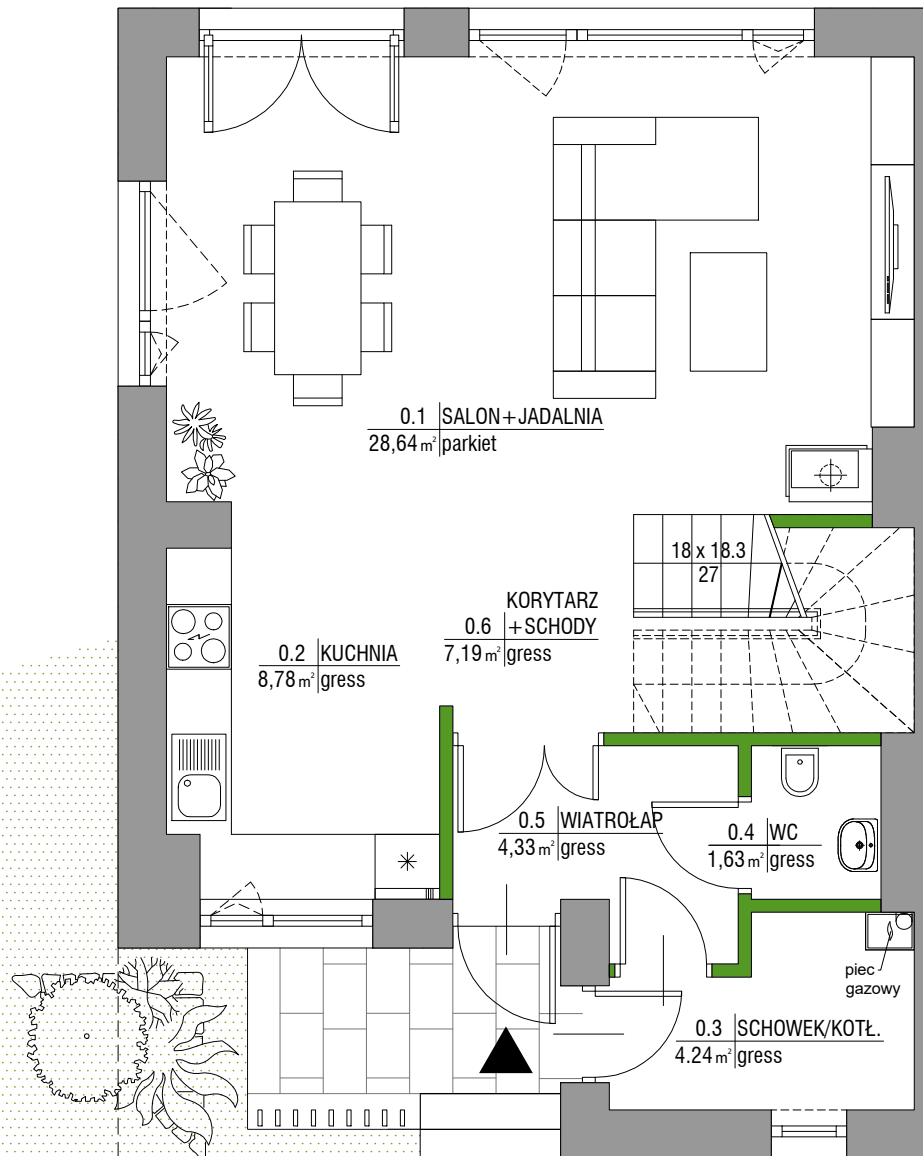 0.1 SALON+JADALNIA
28,64 m² parkiet
18 x 18.3
27
KORYTARZ
0.6 +SCHODY
7,19 m² gress
0.2 KUCHNIA
8,78 m² gress
0.5 WIATROŁAP
4,33 m² gress
0.4 WC
1,63 m² gress
piec
gazowy
0.3 SCHOWEK/KOTŁ.
4.24 m² gress